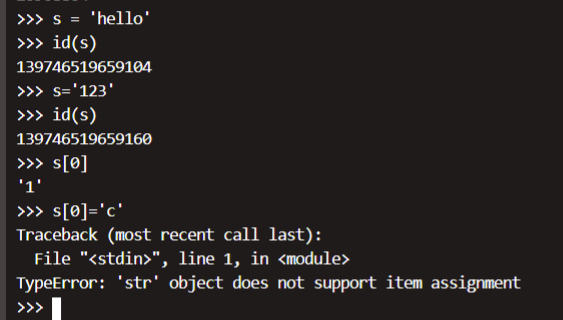 >>> s = 'hello'
>>> id(s)
139746519659104
>>> s='123'
>>> id(s)
139746519659160
>>> s[0]
'1'
>>> s[0]='c'
Traceback (most recent call last):
  File "<stdin>", line 1, in <module>
TypeError: 'str' object does not support item assignment
>>>